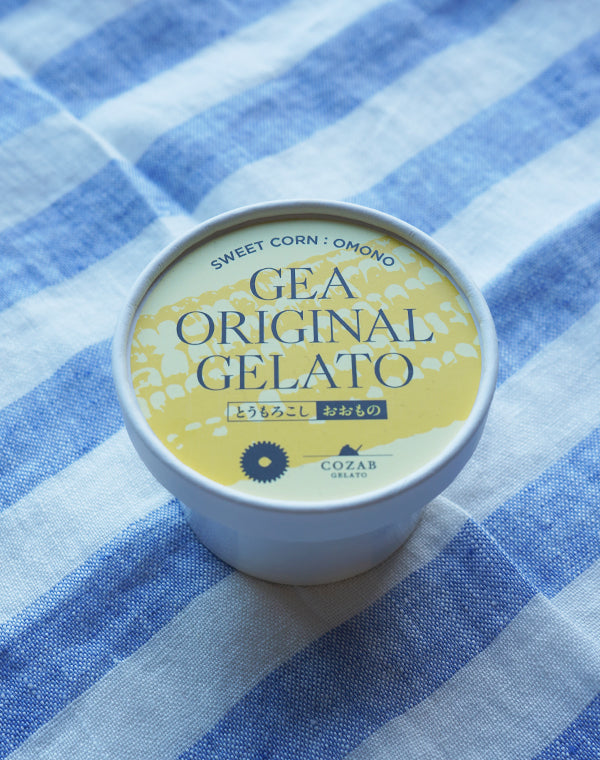 SWEET CORN : OMONO
GEA
ORIGINAL
GELATO
とうもろこし おおもの
COZAB
GELATO